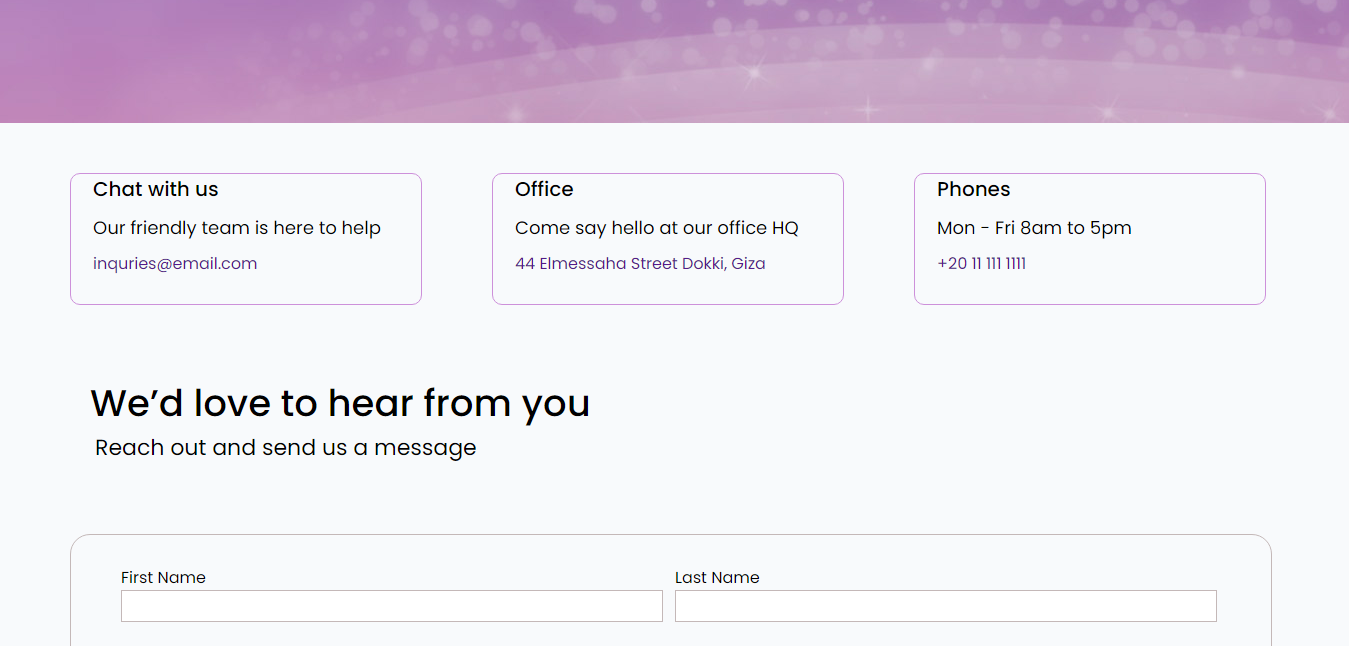 Chat with us
Our friendly team is here to help
inquries@email.com
Office
Come say hello at our office HQ
44 Elmessaha Street Dokki, Giza
Phones
Mon - Fri 8am to 5pm
+20 11 111 1111
We’d love to hear from you
Reach out and send us a message
First Name
Last Name